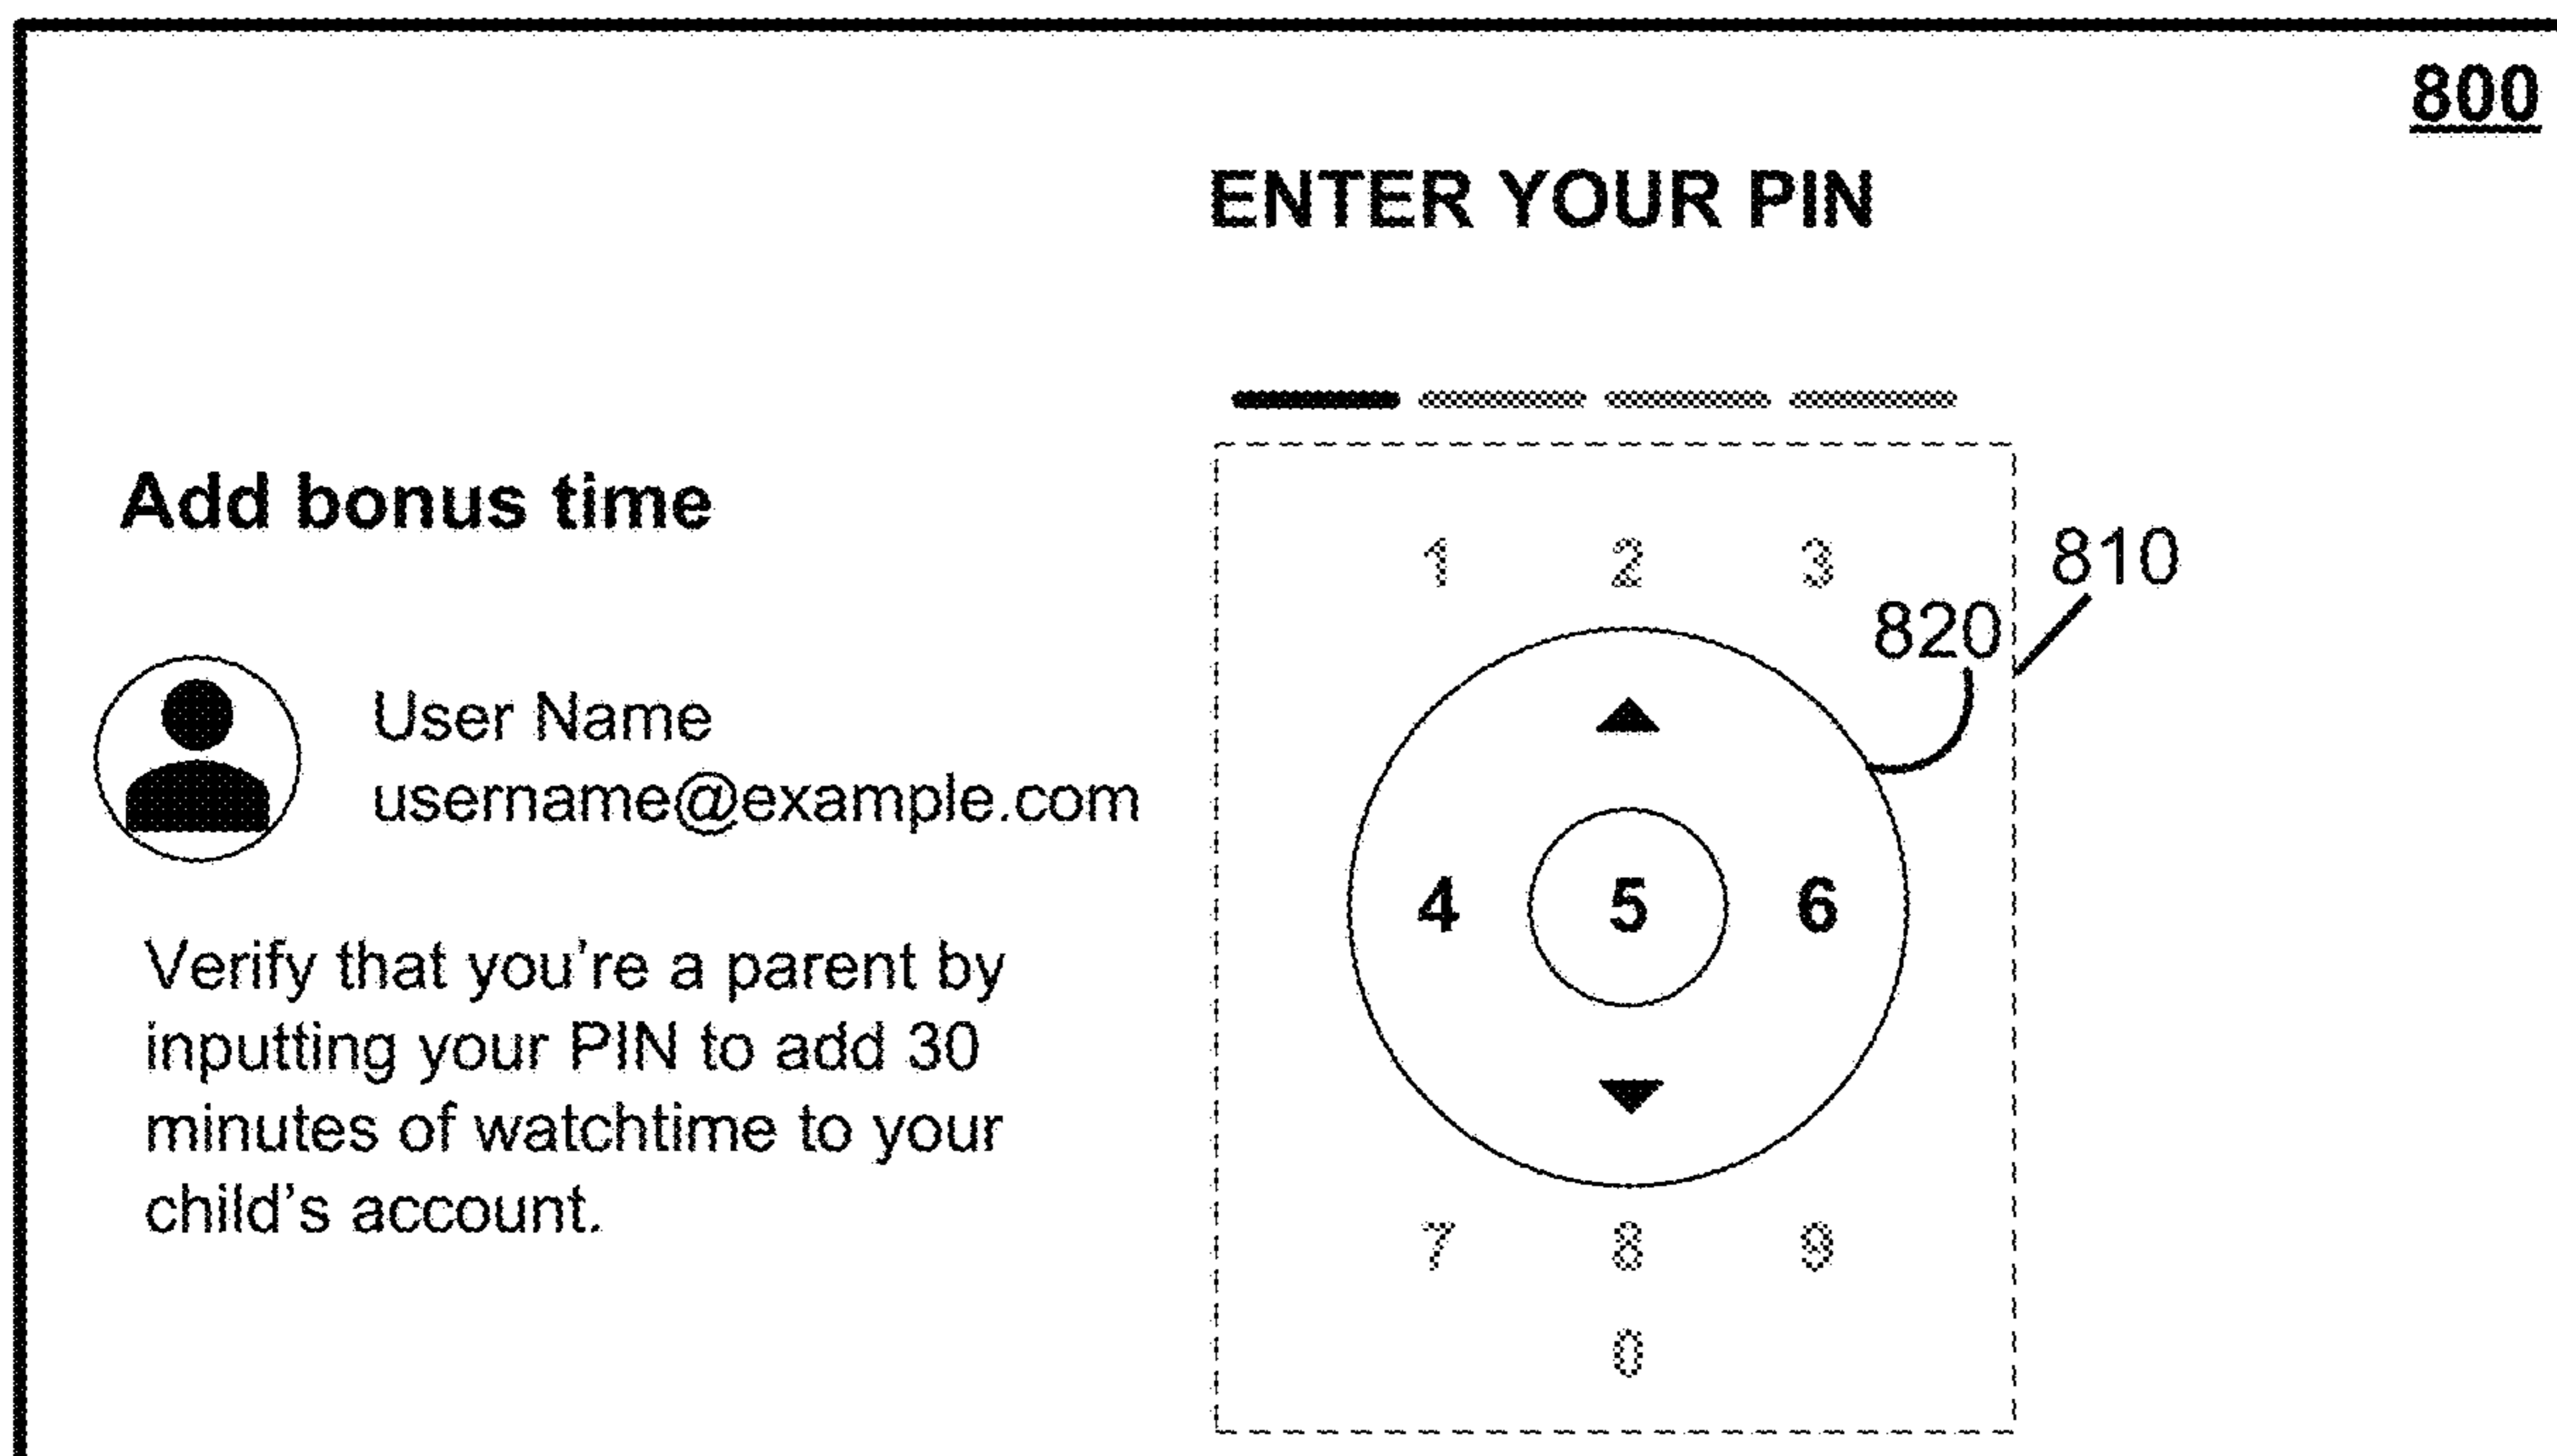 800
ENTER YOUR PIN
Add bonus time
User Name
username@example.com
Verify that you're a parent by
inputting your PIN to add 30
minutes of watchtime to your
child's account.
1 2 3
810
820
4 5 6
7 8 9
0